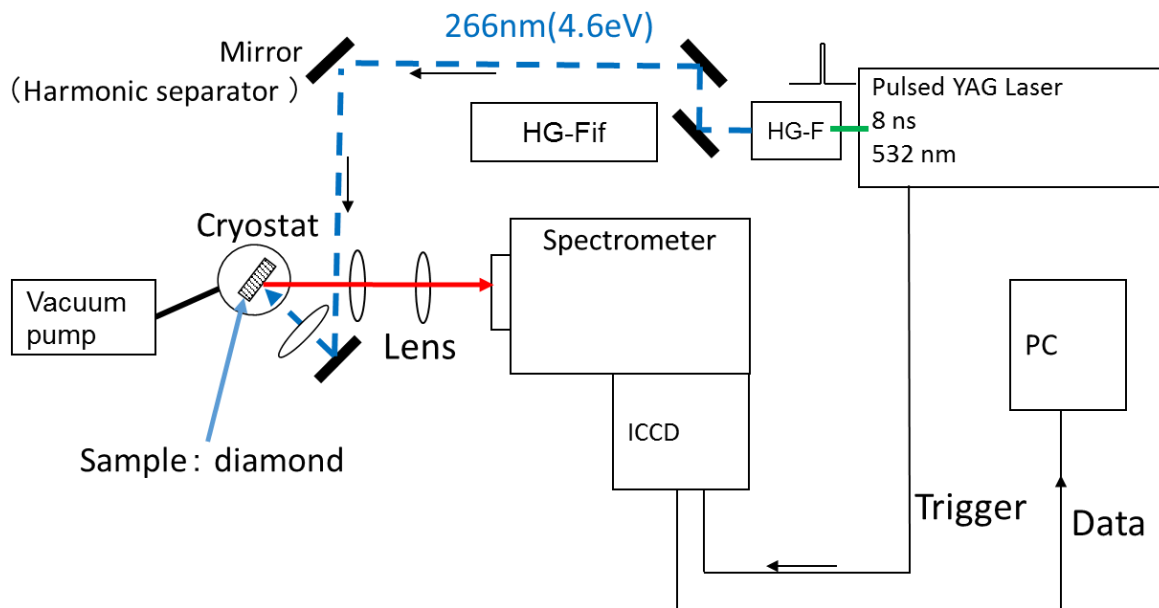 266nm(4.6eV)
Mirror
（Harmonic separator ）
Pulsed YAG Laser
8 ns
532 nm
HG-F
HG-Fif
Cryostat
Spectrometer
Vacuum
pump
Lens
PC
ICCD
Sample： diamond
Trigger
Data